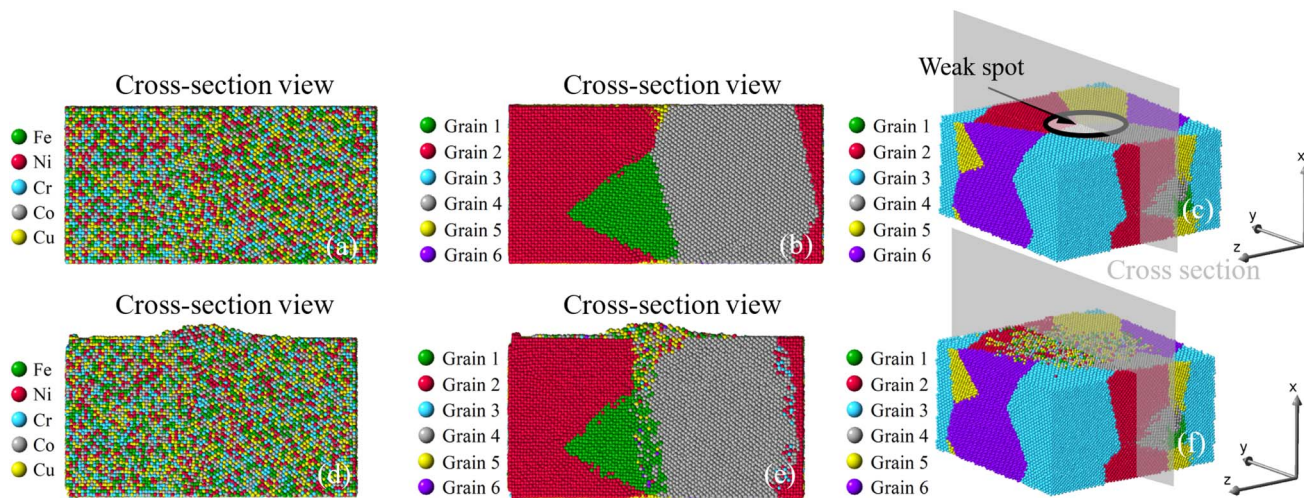 Cross-section view
Fe
Ni
Cr
Co
Cu
(a)
Cross-section view
Grain 1
Grain 2
Grain 3
Grain 4
Grain 5
Grain 6
(b)
Weak spot
Grain 1
Grain 2
Grain 3
Grain 4
Grain 5
Grain 6
(c)
x
y
z
Cross section
Cross-section view
Fe
Ni
Cr
Co
Cu
(d)
Cross-section view
Grain 1
Grain 2
Grain 3
Grain 4
Grain 5
Grain 6
(e)
Grain 1
Grain 2
Grain 3
Grain 4
Grain 5
Grain 6
(f)
x
y
z